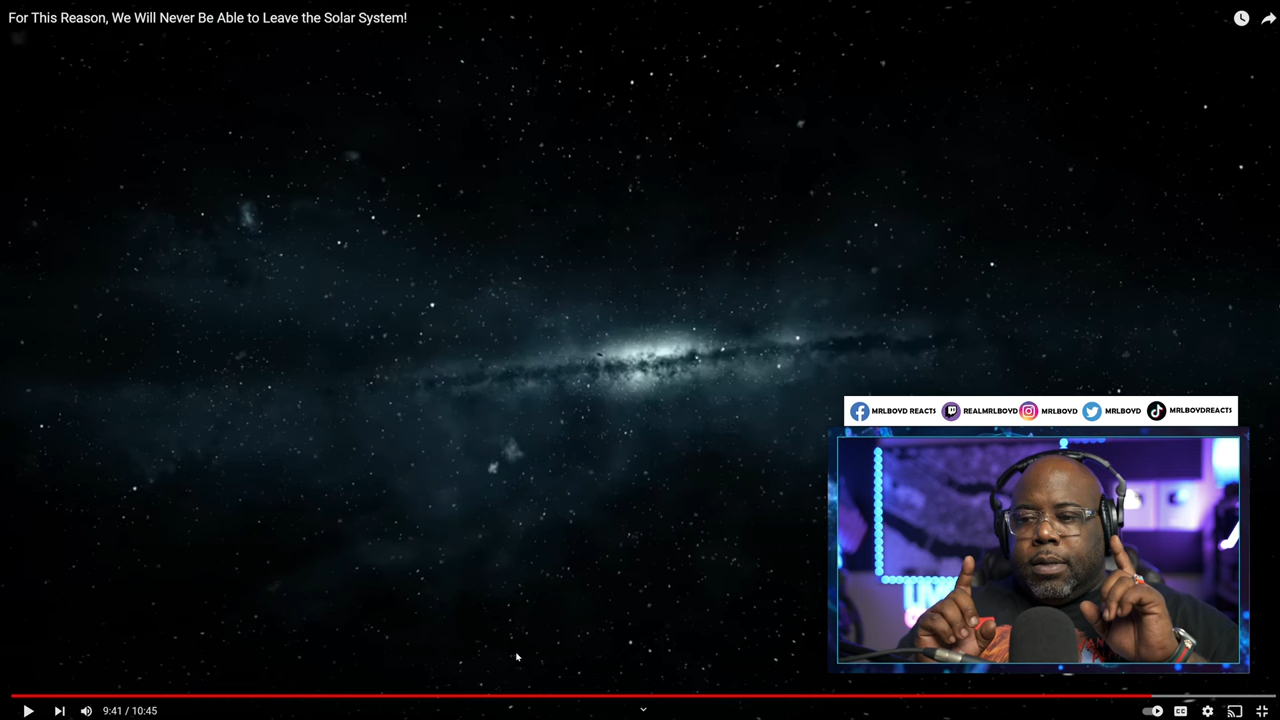 For This Reason, We Will Never Be Able to Leave the Solar System!
MRLBOYD REACTS REALMRLBOYD MRLBOYD MRLBOYD MRLBOYDREACTS
9:41 / 10:45
CC